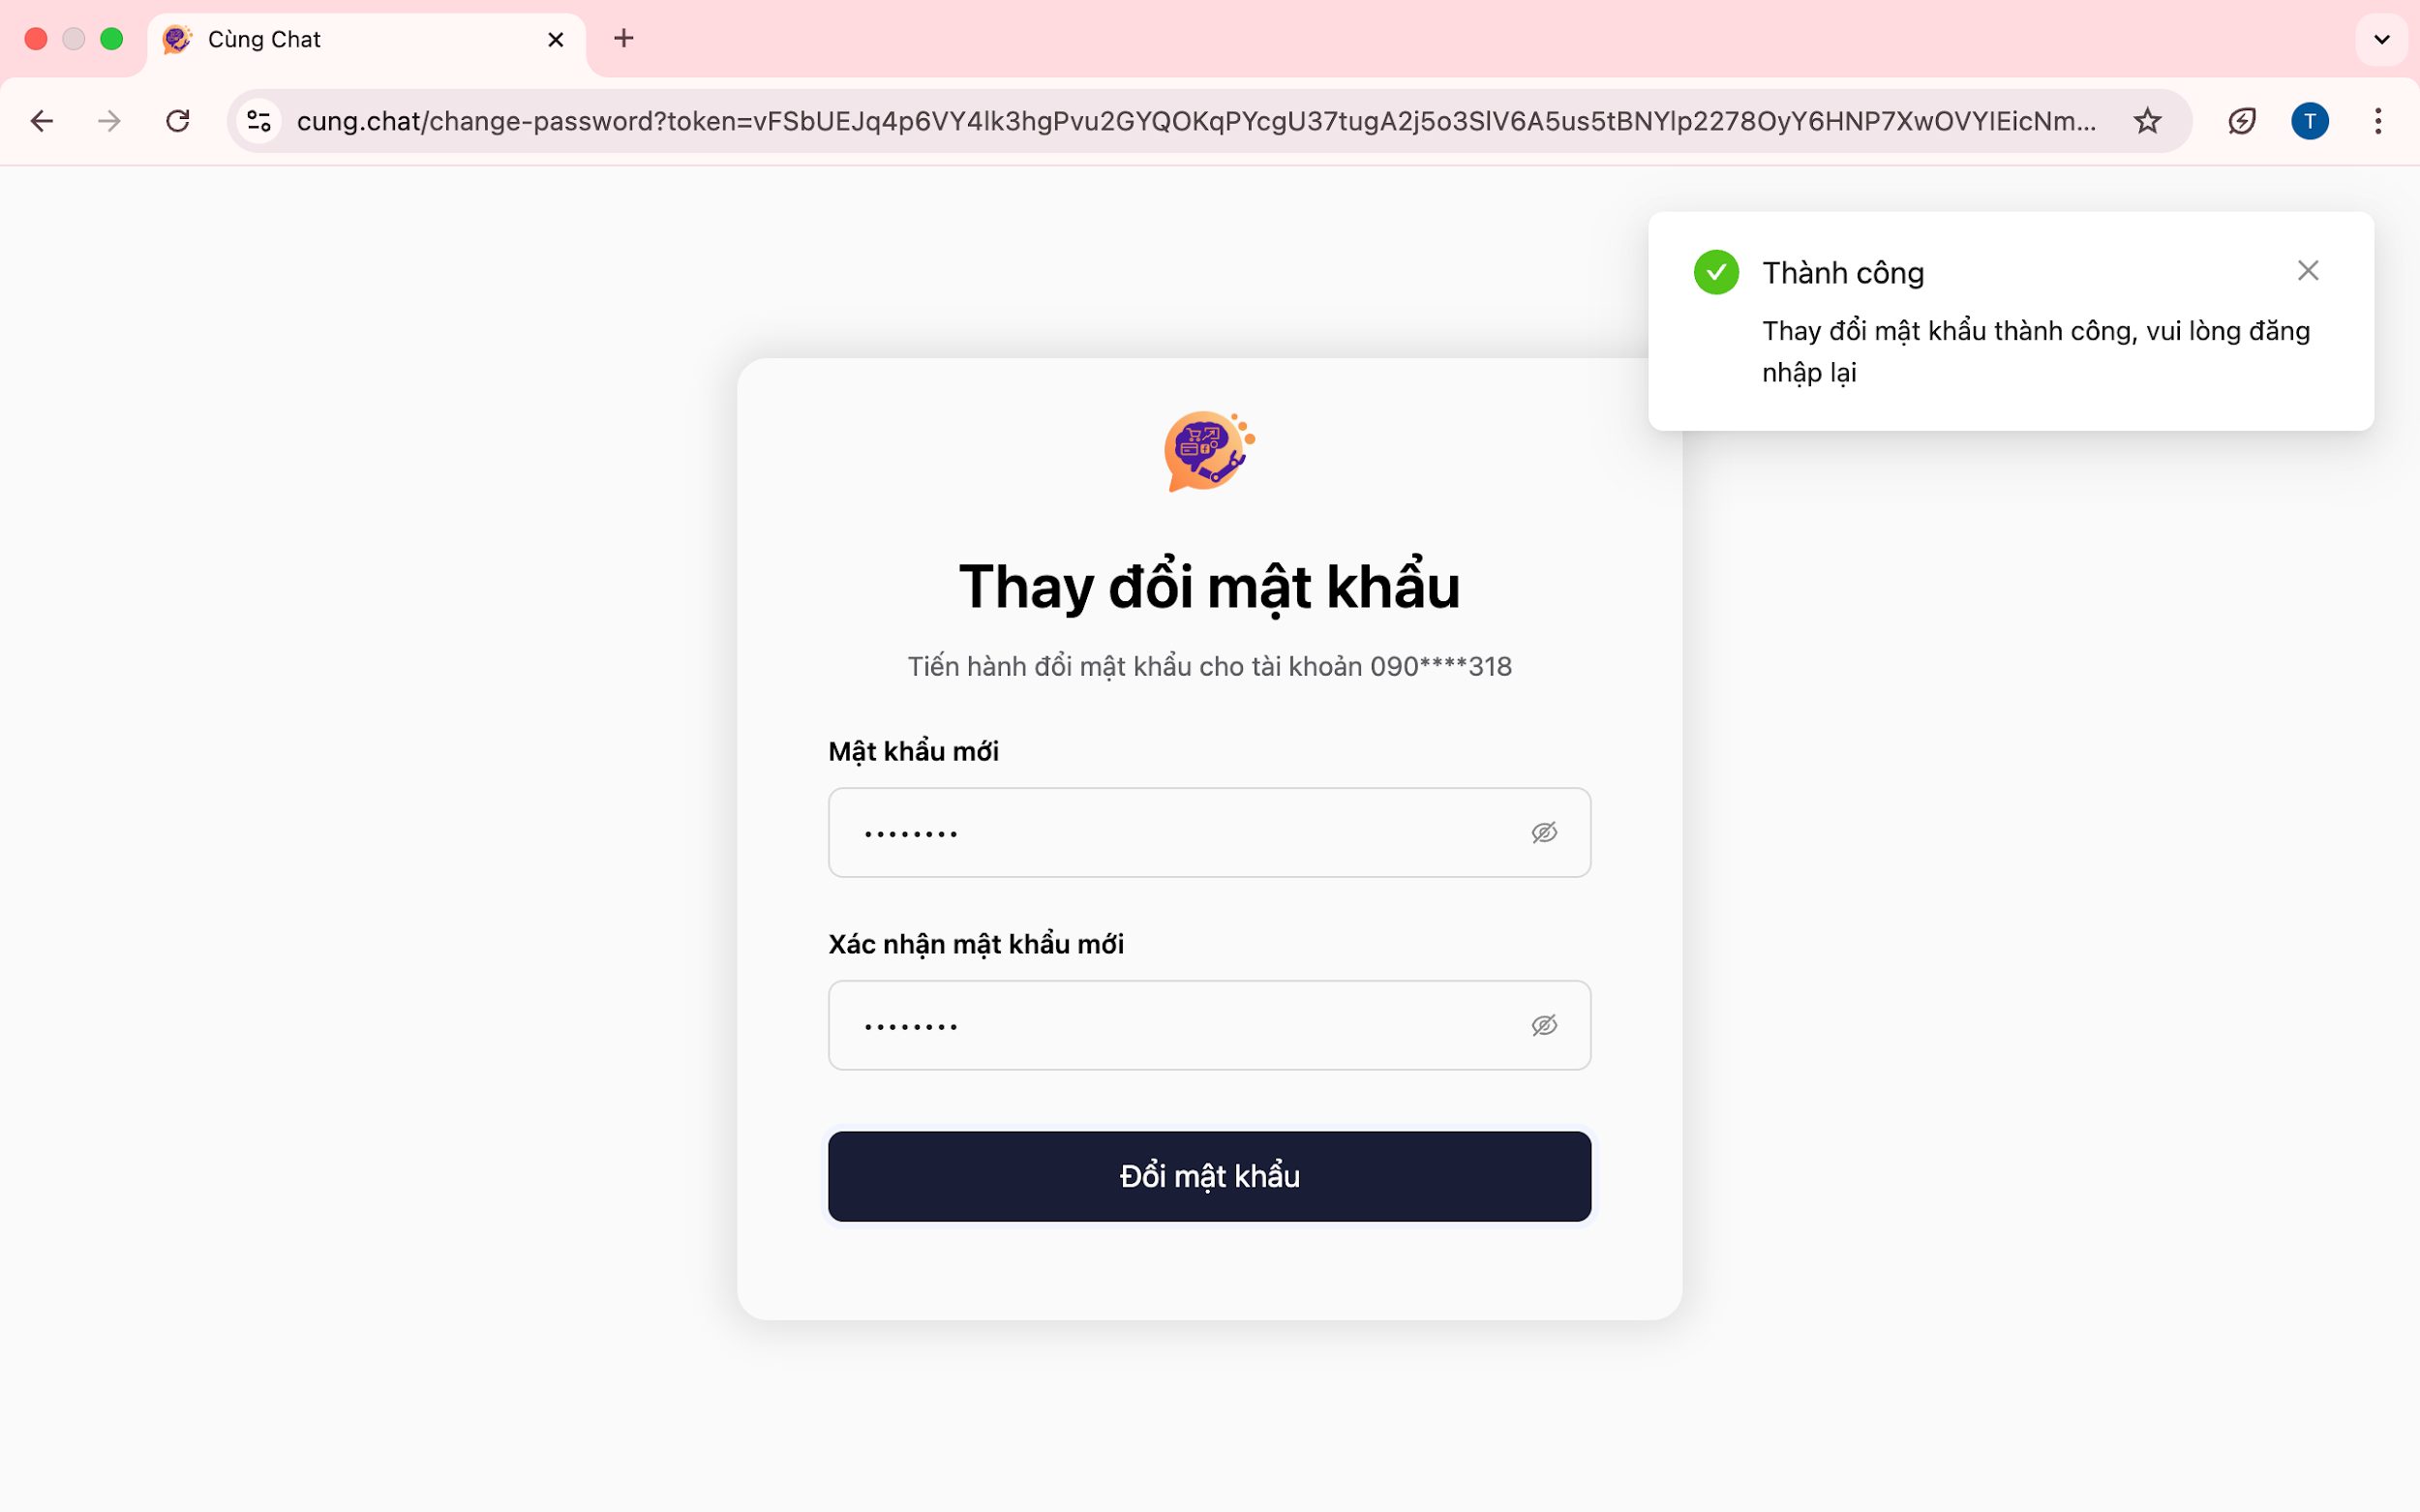 Cùng Chat
cung.chat/change-password?token=vFSbUEJq4p6VY4lk3hgPvu2GYQOKqPYcgU37tugA2j5o3SlV6A5us5tBNYlp2278OyY6HNP7XwOVYIEicNm...
T
Thành công
Thay đổi mật khẩu thành công, vui lòng đăng
nhập lại
Thay đổi mật khẩu
Tiến hành đổi mật khẩu cho tài khoản 090****318
Mật khẩu mới
••••••••
Xác nhận mật khẩu mới
••••••••
Đổi mật khẩu